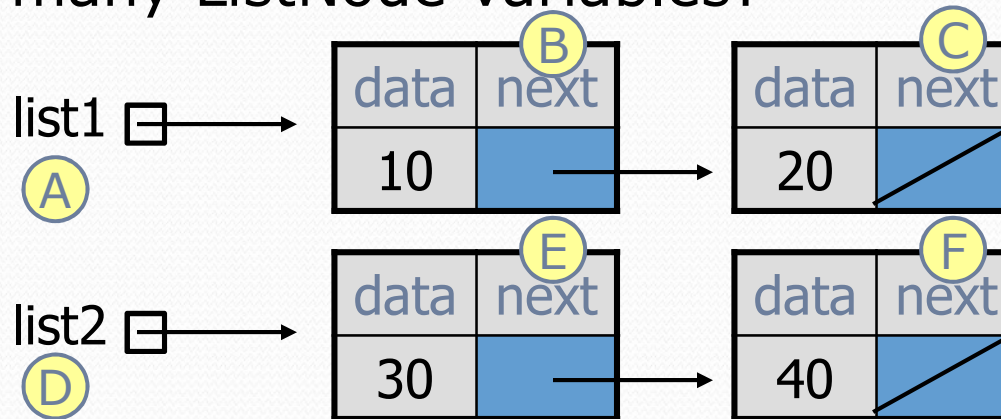 many ListNode variables?
B C
data next data next
list1
10 20
A
E F
data next data next
list2
30 40
D